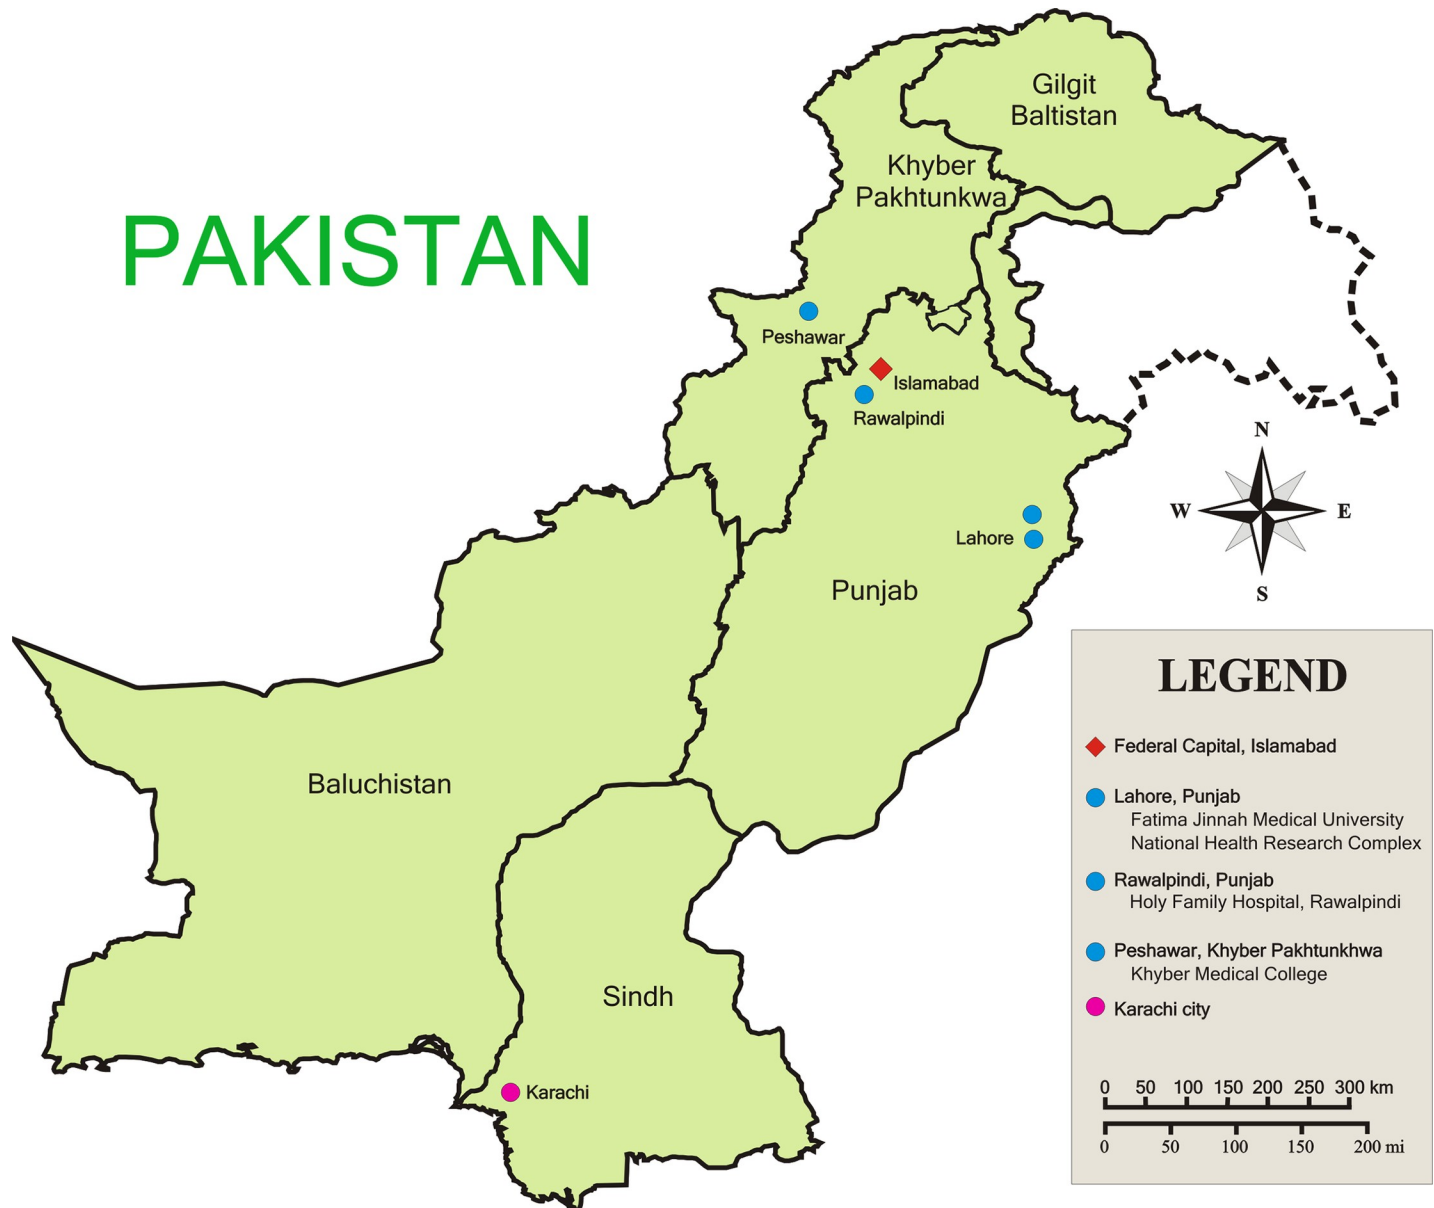 Gilgit
Baltistan
Khyber
Pakhtunkwa
PAKISTAN
Peshawar
Islamabad
Rawalpindi
N
W
E
S
Lahore
Punjab
Baluchistan
Sindh
Karachi
LEGEND
Federal Capital, Islamabad
Lahore, Punjab
Fatima Jinnah Medical University
National Health Research Complex
Rawalpindi, Punjab
Holy Family Hospital, Rawalpindi
Peshawar, Khyber Pakhtunkhwa
Khyber Medical College
Karachi city
0 50 100 150 200 250 300 km
0 50 100 150 200 mi